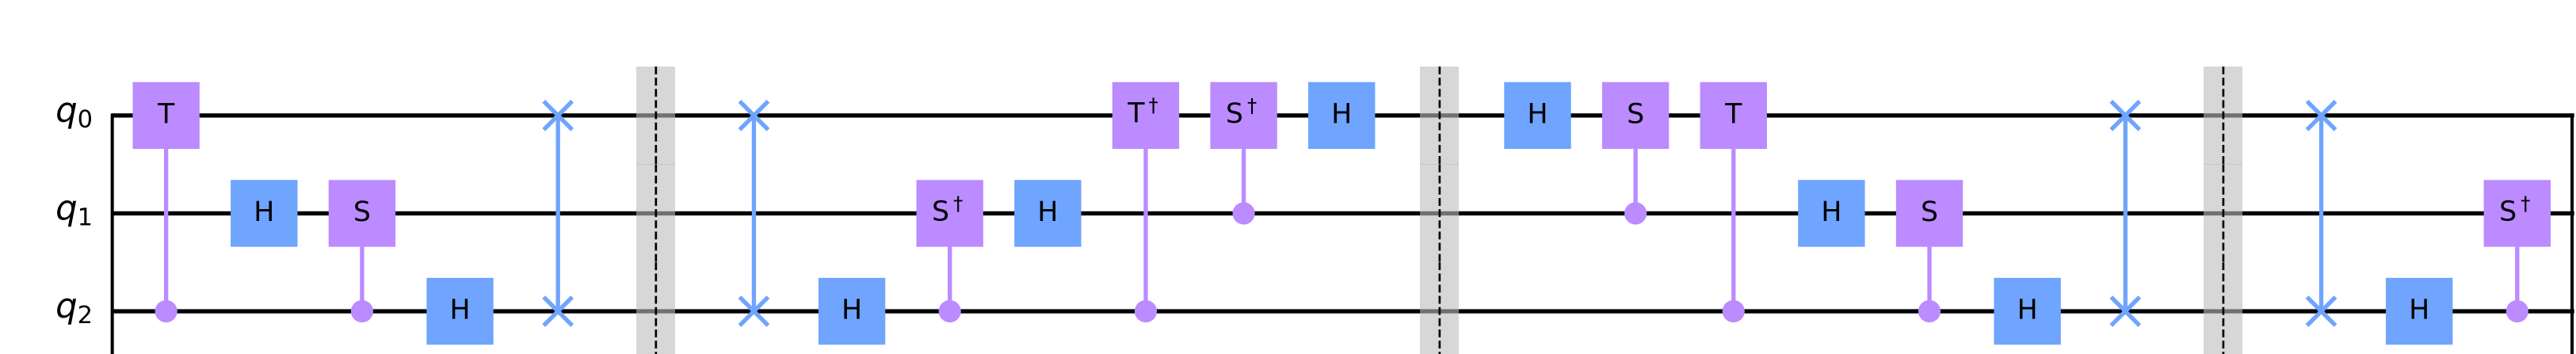 q0 T T† S† H H S T
q1 H S S† H H S S†
q2 H H H H